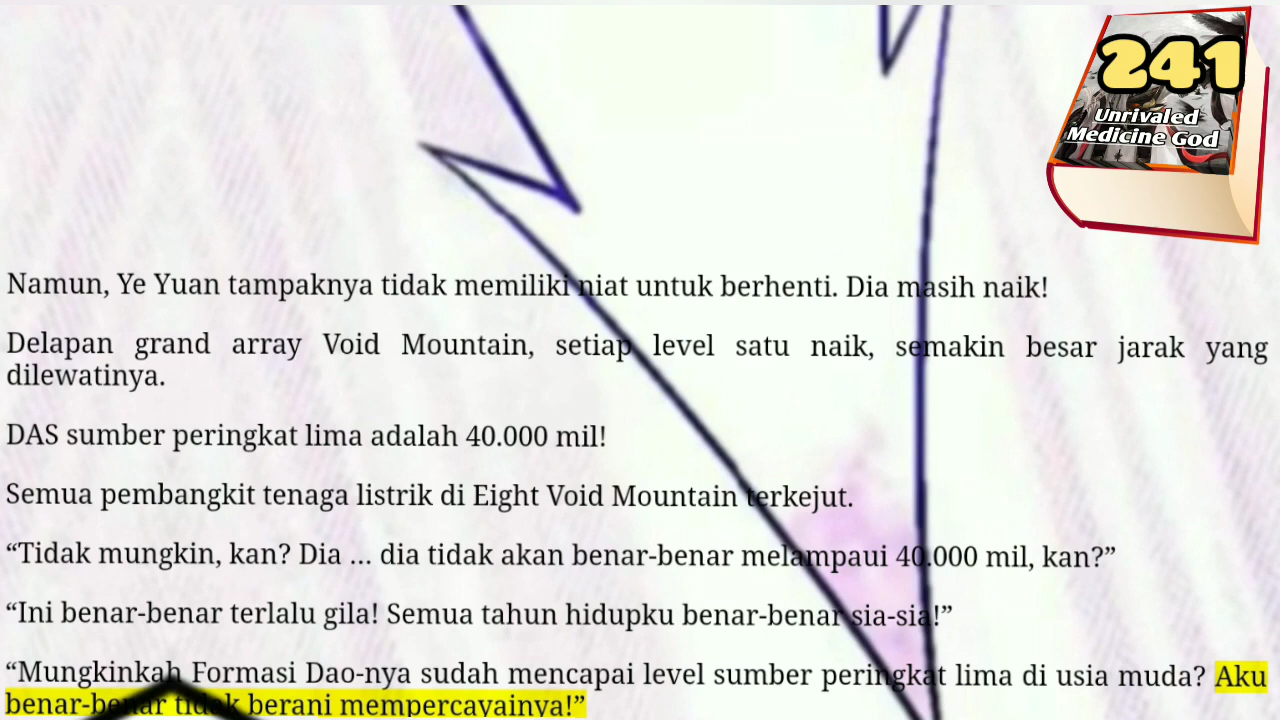 241
Unrivaled
Medicine God
Namun, Ye Yuan tampaknya tidak memiliki niat untuk berhenti. Dia masih naik!
Delapan grand array Void Mountain, setiap level satu naik, semakin besar jarak yang
dilewatinya.
DAS sumber peringkat lima adalah 40.000 mil!
Semua pembangkit tenaga listrik di Eight Void Mountain terkejut.
“Tidak mungkin, kan? Dia ... dia tidak akan benar-benar melampaui 40.000 mil, kan?”
“Ini benar-benar terlalu gila! Semua tahun hidupku benar-benar sia-sia!”
“Mungkinkah Formasi Dao-nya sudah mencapai level sumber peringkat lima di usia muda? Aku
benar-benar tidak berani mempercayainya!”